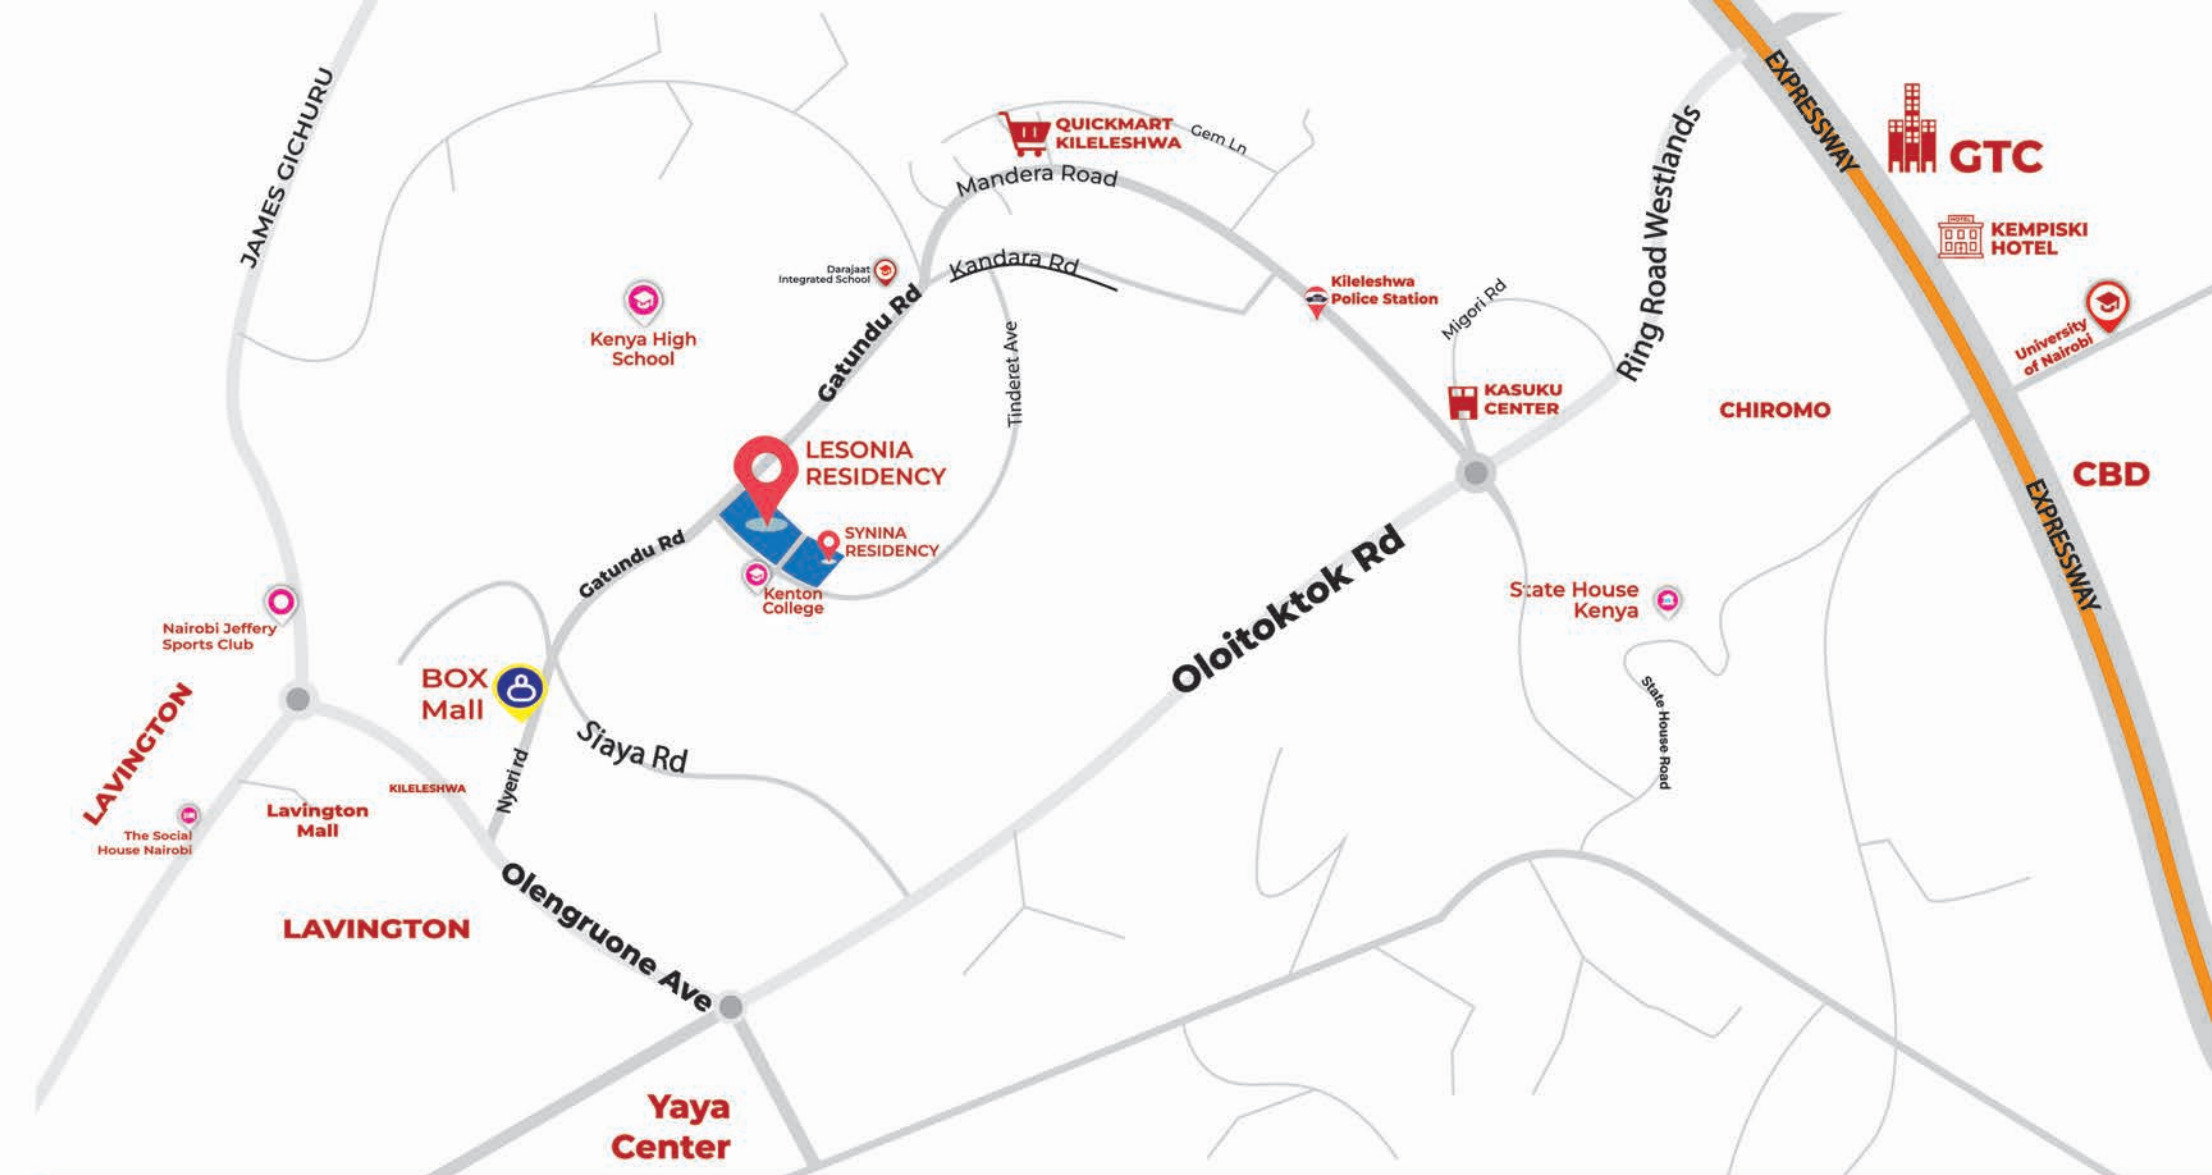 JAMES GICHURU
QUICKMART
KILELESHWA
Gem Ln
Mandera Road
Kandara Rd
Darajaat
Integrated School
Gatundu Rd
Kenya High
School
Tinderet Ave
Kileleshwa
Police Station
Migori Rd
Ring Road Westlands
EXPRESSWAY
GTC
HOTEL
KEMPISKI
HOTEL
University
of Nairobi
KASUKU
CENTER
CHIROMO
CBD
EXPRESSWAY
LESONIA
RESIDENCY
SYNINA
RESIDENCY
Kenton
College
Gatundu Rd
Oloitoktok Rd
State House
Kenya
State House Road
Nairobi Jeffery
Sports Club
BOX
Mall
Siaya Rd
Nyeri rd
LAVINGTON
KILELESHWA
Lavington
Mall
The Social
House Nairobi
Olengruone Ave
LAVINGTON
Yaya
Center